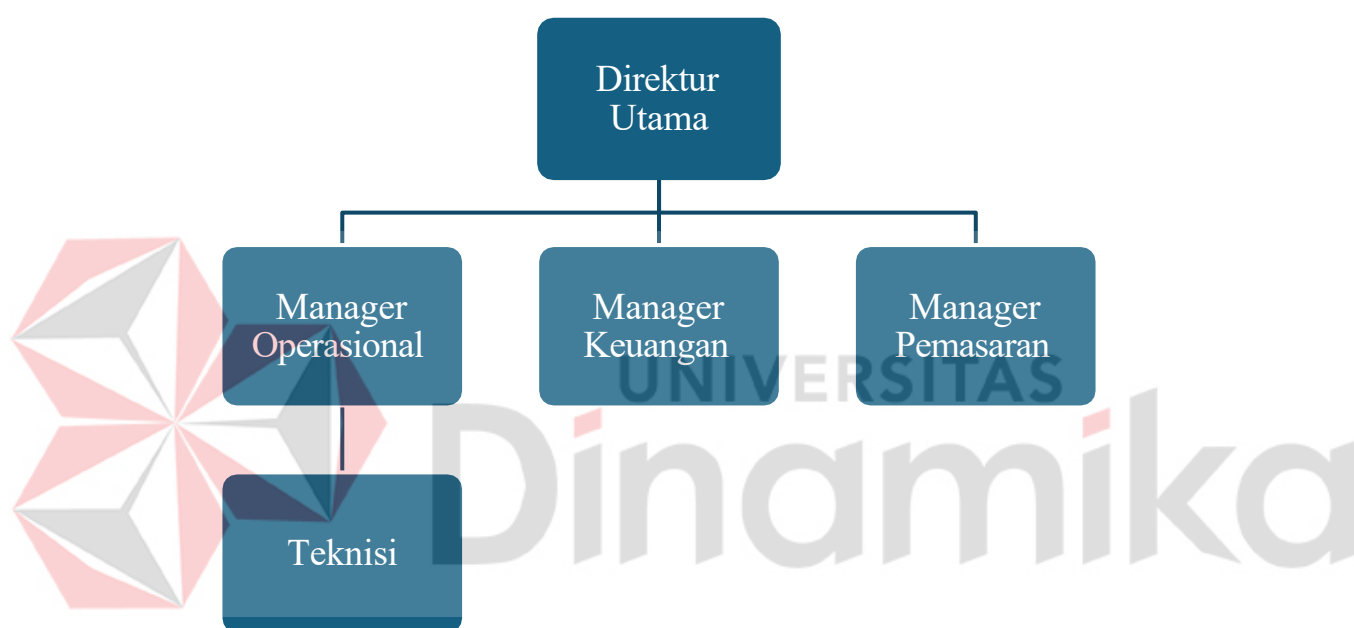 Direktur
Utama
Manager
Operasional
Manager
Keuangan
Manager
Pemasaran
UNIVERSITAS
Dinamika
Teknisi